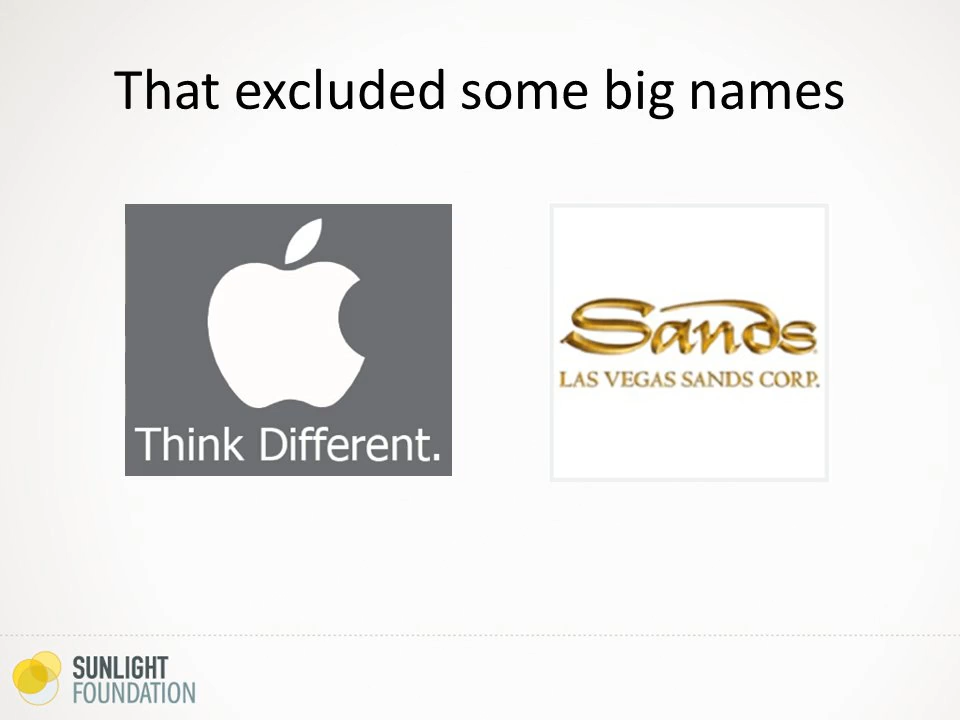 That excluded some big names
Think Different.
Sands
LAS VEGAS SANDS CORP.
SUNLIGHT
FOUNDATION